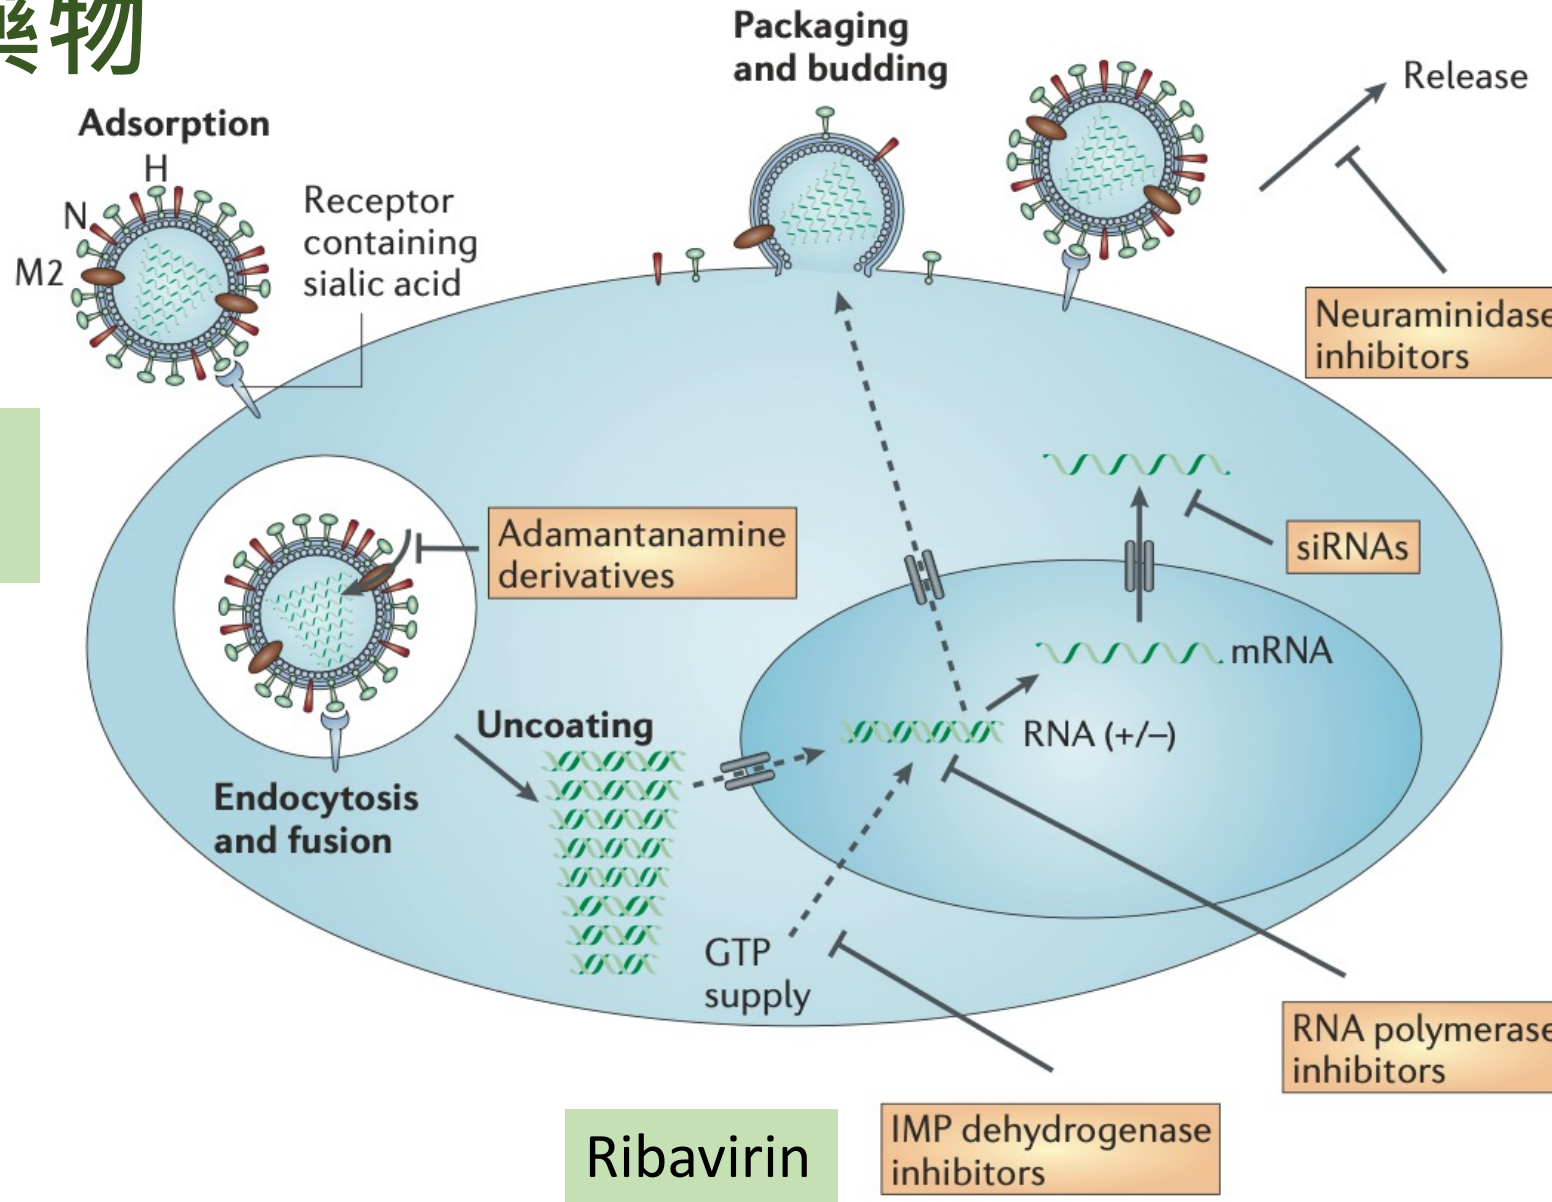 藥物
Packaging
and budding
Release
Adsorption
H
N
M2
Receptor
containing
sialic acid
Neuraminidase
inhibitors
Adamantanamine
derivatives
siRNAs
mRNA
RNA (+/–)
Uncoating
Endocytosis
and fusion
GTP
supply
RNA polymerase
inhibitors
IMP dehydrogenase
inhibitors
Ribavirin